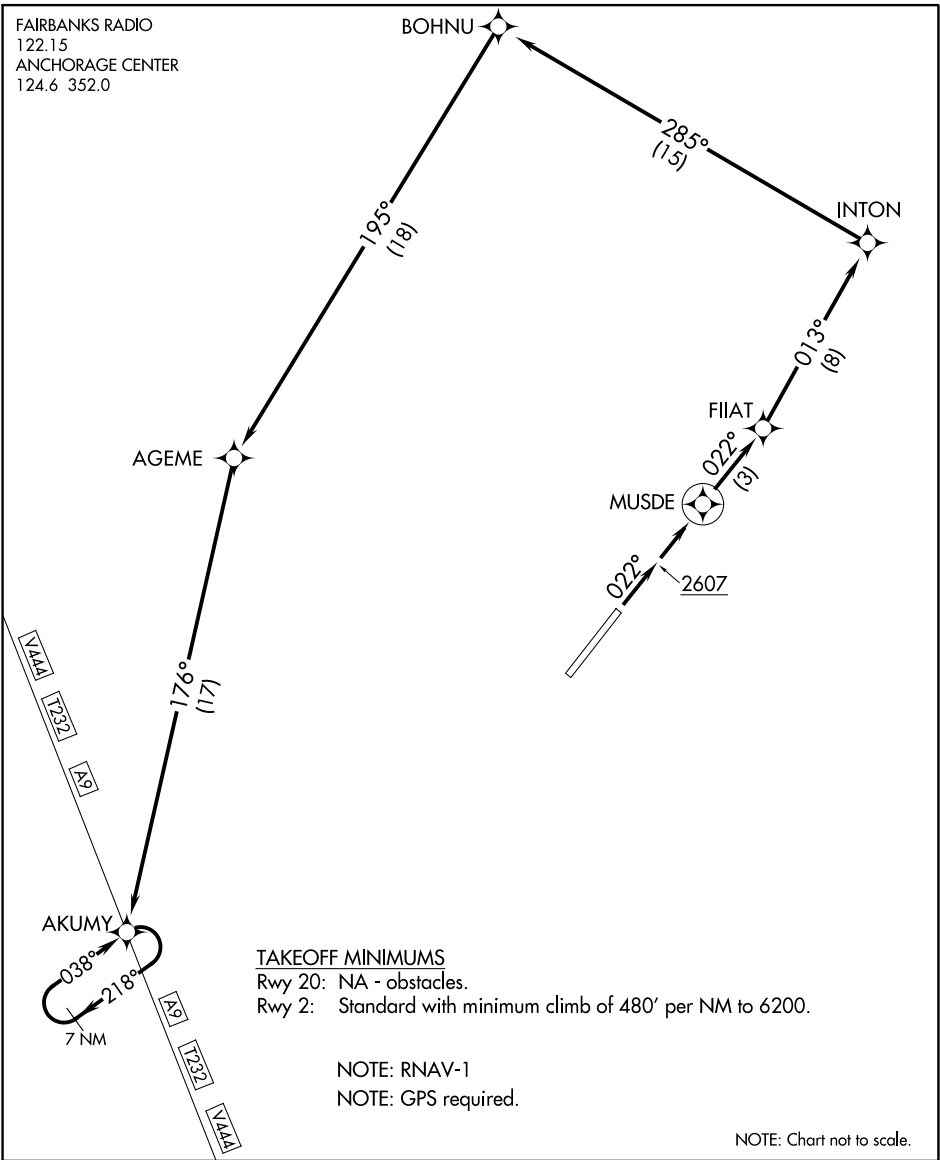 FAIRBANKS RADIO
122.15
ANCHORAGE CENTER
124.6 352.0
BOHNU
285°
(15)
INTON
195°
(18)
013°
(8)
FIIAT
022°
(3)
AGEME
MUSDE
022°
2607
176°
(17)
V444
T232
A9
AKUMY
038°
218°
7 NM
A9
T232
V444
TAKEOFF MINIMUMS
Rwy 20: NA - obstacles.
Rwy 2: Standard with minimum climb of 480' per NM to 6200.
NOTE: RNAV-1
NOTE: GPS required.
NOTE: Chart not to scale.